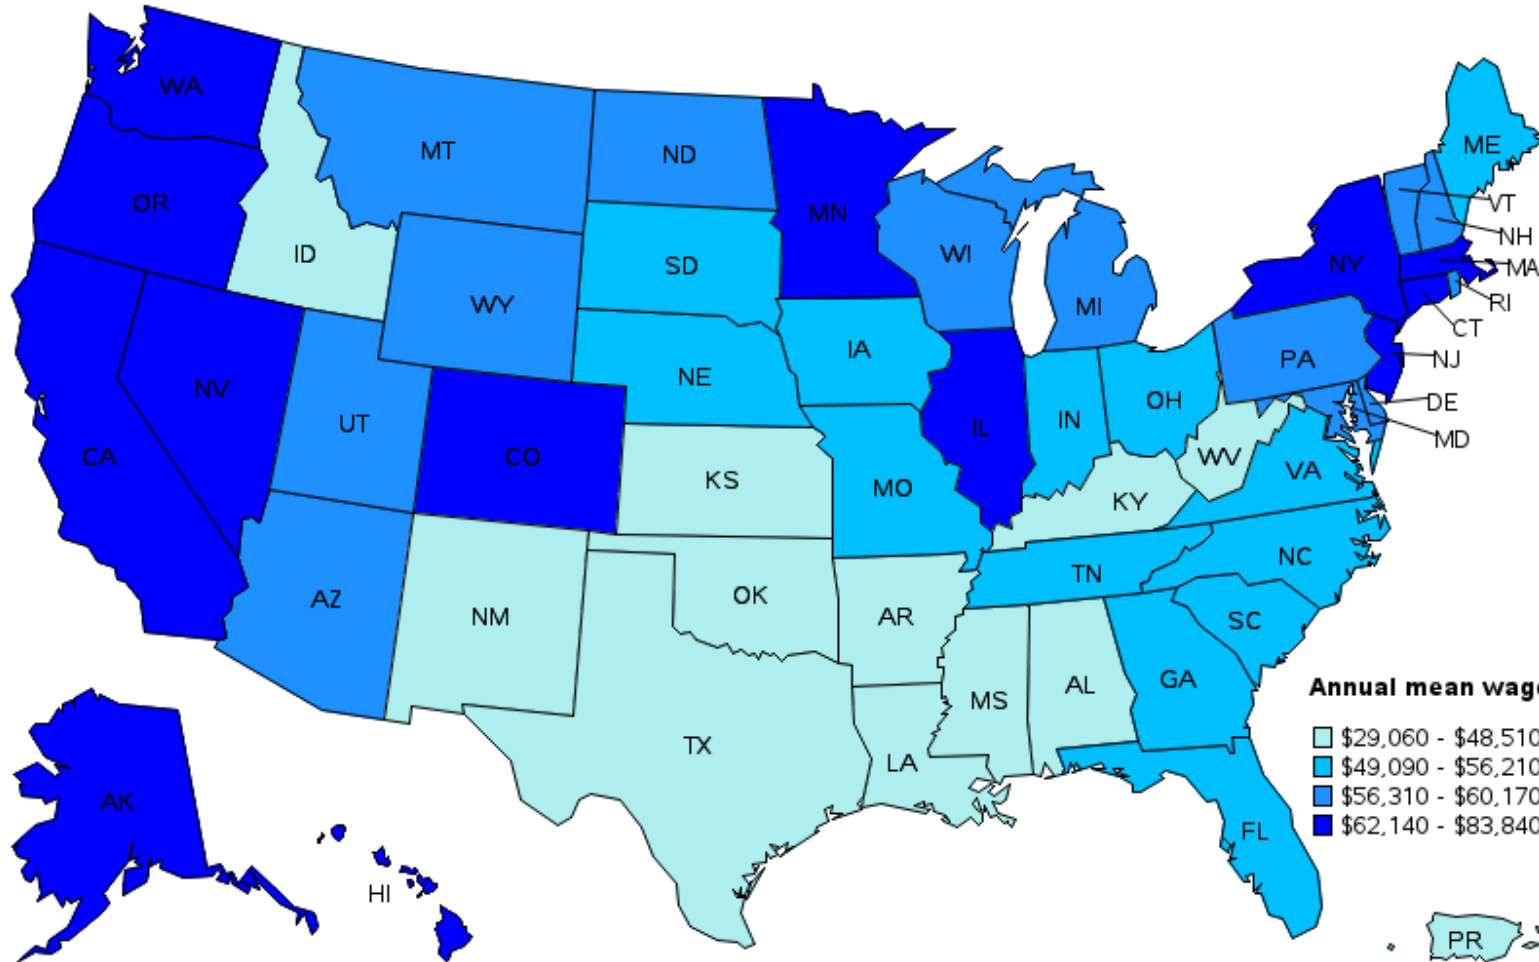 WA
ME
MT
ND
OR
VT
MN
NH
ID
WI
NY
MA
SD
RI
WY
MI
CT
IA
PA
NJ
NE
NV
OH
DE
IN
UT
IL
MD
CO
CA
WV
VA
KS
MO
KY
NC
TN
OK
AZ
NM
AR
SC
GA
AL
MS
Annual mean wag
TX
$29,060 - $48,510
LA
$49,090 - $56,210
$56,310 - $60,170
AK
$62,140 - $83,840
FL
HI
PR